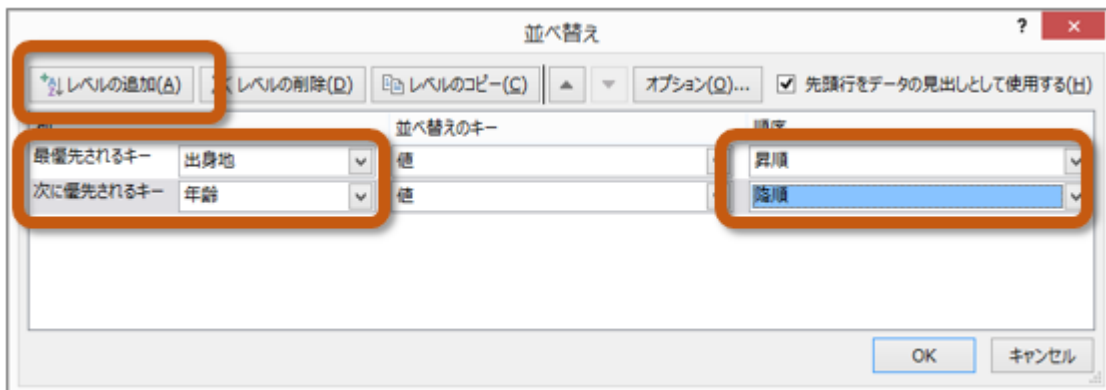 並べ替え
レベルの追加(A) レベルの削除(D) レベルのコピー(C) オプション(O)... 先頭行をデータの見出しとして使用する(H)
並べ替えのキー
最優先されるキー 出身地 値 昇順
次に優先されるキー 年齢 値 降順
OK キャンセル